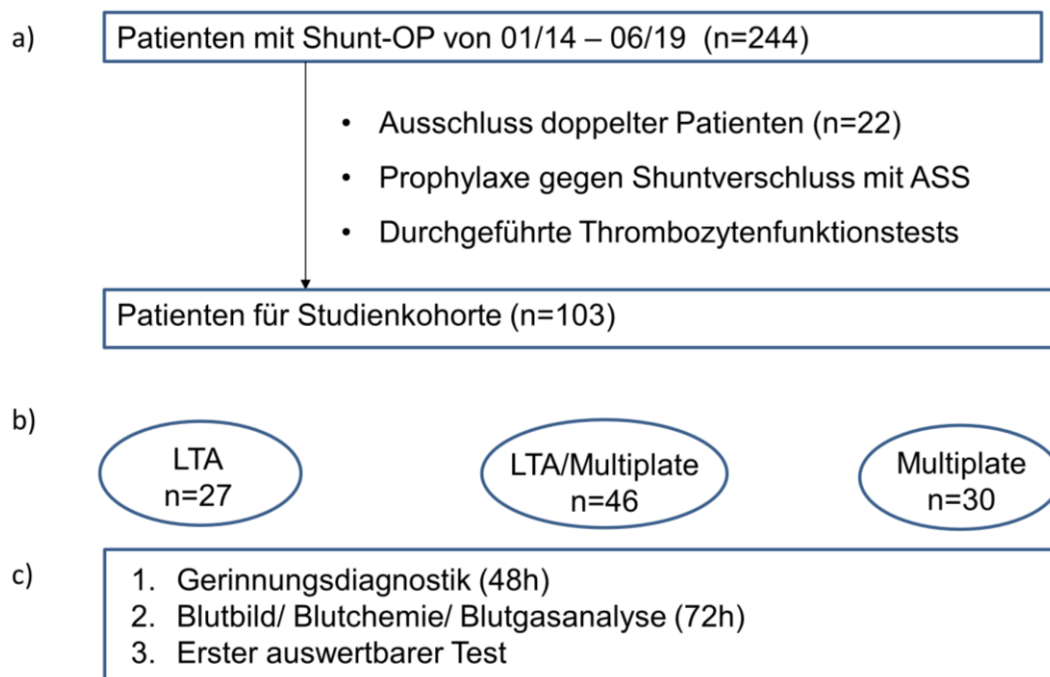 a)
Patienten mit Shunt-OP von 01/14 – 06/19 (n=244)
• Ausschluss doppelter Patienten (n=22)
• Prophylaxe gegen Shuntverschluss mit ASS
• Durchgeführte Thrombozytenfunktionstests
Patienten für Studienkohorte (n=103)
b)
LTA
n=27
LTA/Multiplate
n=46
Multiplate
n=30
c)
1. Gerinnungsdiagnostik (48h)
2. Blutbild/ Blutchemie/ Blutgasanalyse (72h)
3. Erster auswertbarer Test